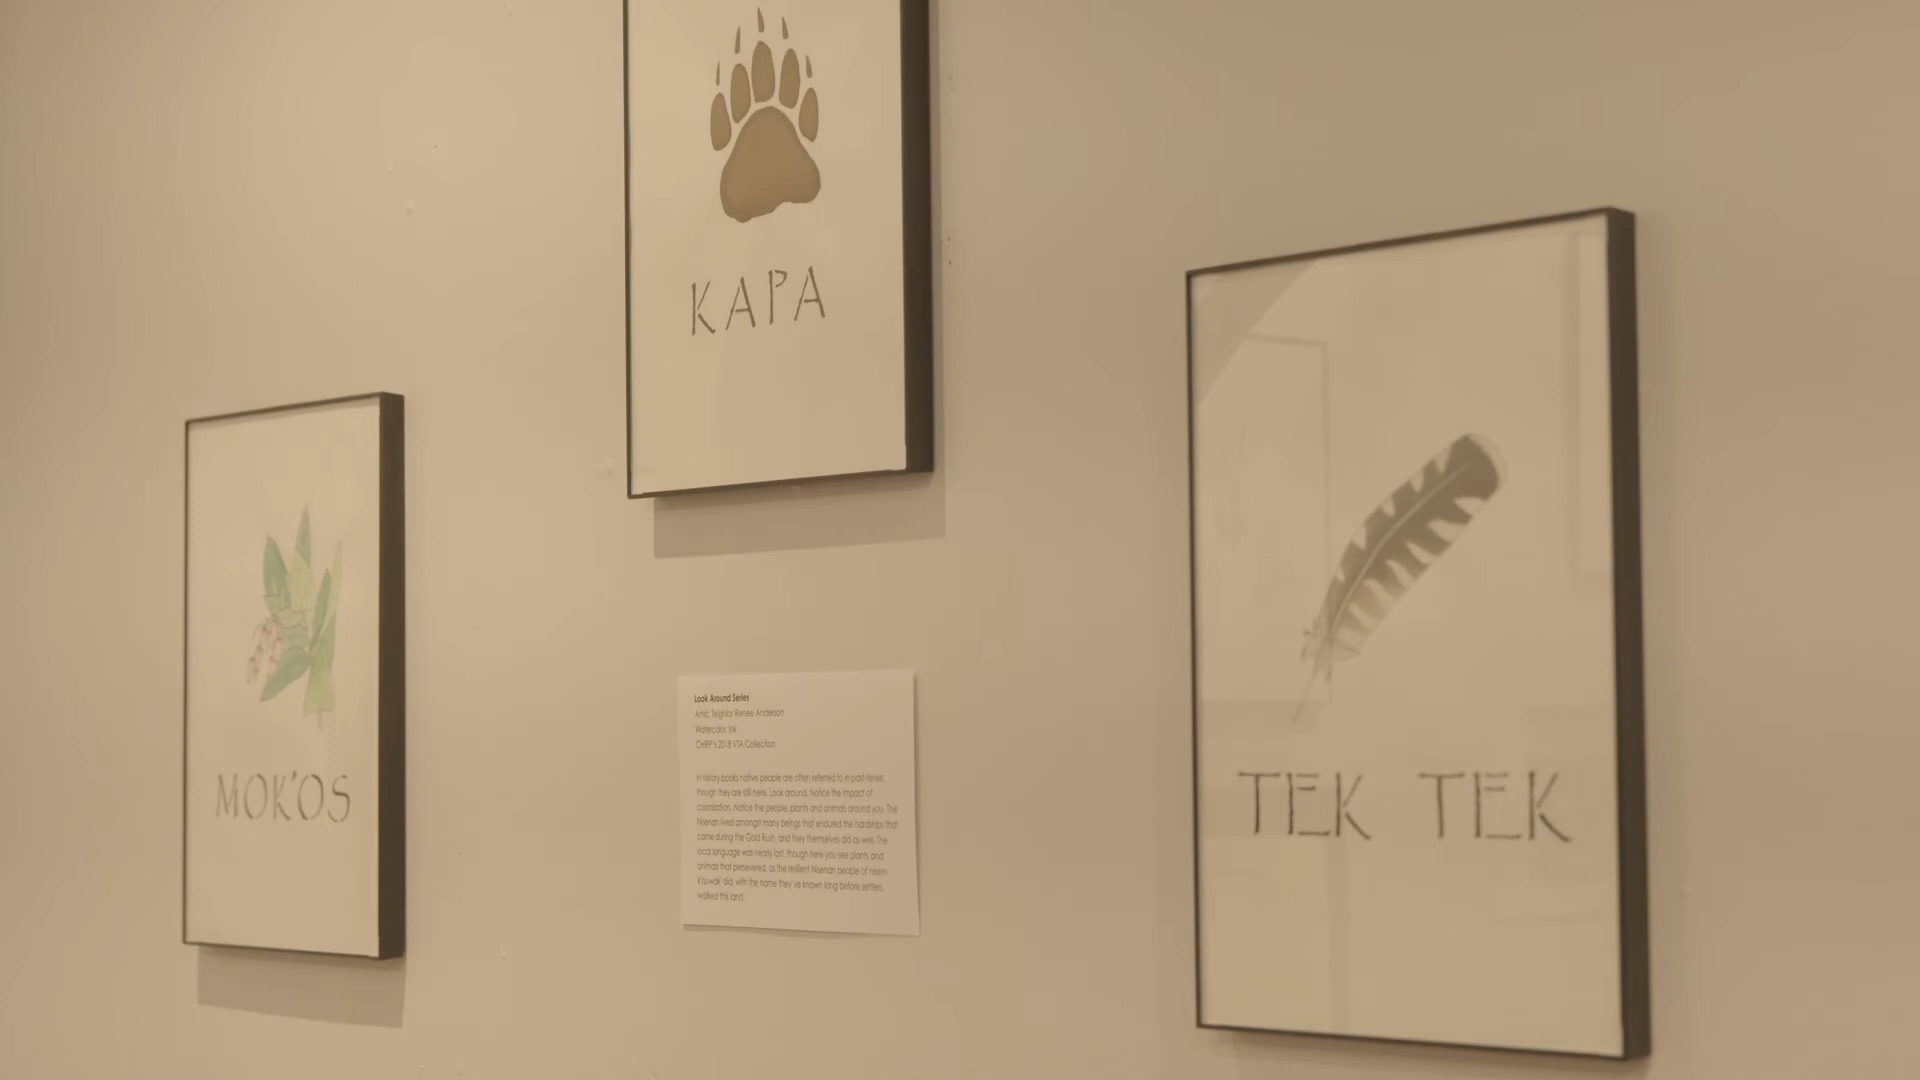 KAPA
MOK'OS
TEK TEK
Look Around Series
Artist: Teighlor Renee Anderson
Watercolor, Ink
CHIRP's 2018 VTA Collection
In history books native people are often referred to in past-tense,
though they are still here. Look around. Notice the impact of
colonization. Notice the people, plants and animals around you. The
Nisenan lived amongst many beings that endured the hardships that
came during the Gold Rush, and they themselves did as well. The
local language was nearly lost, though here you see plants and
animals that persevered, as the resilient Nisenan people of nisem
k'auwak' did, with the name they've known long before settlers
walked this land.